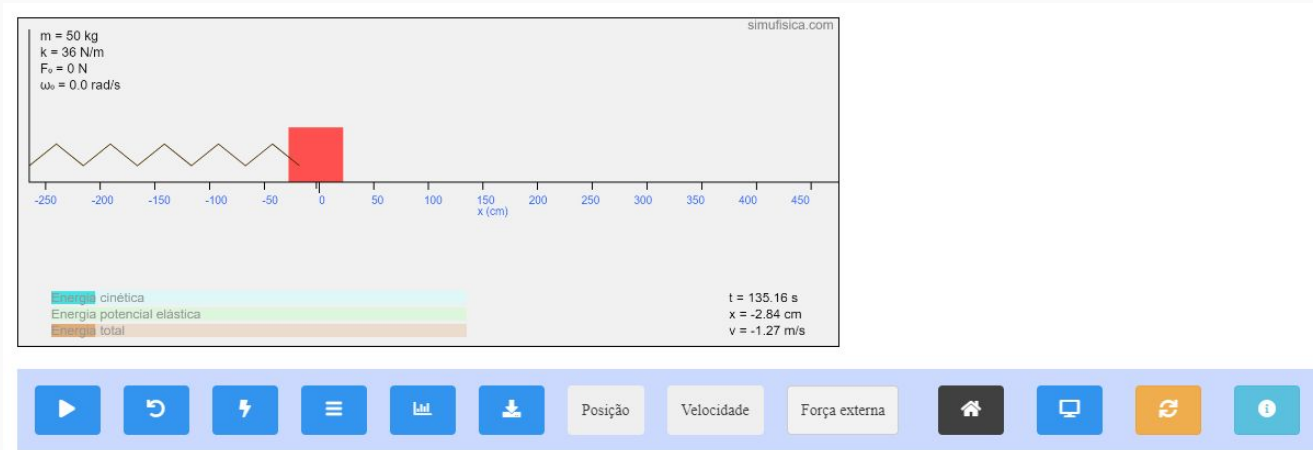 simufisica.com
m = 50 kg
k = 36 N/m
Fₒ = 0 N
ωₒ = 0.0 rad/s
-250 -200 -150 -100 -50 0 50 100 150 200 250 300 350 400 450
x (cm)
Energia cinética
Energia potencial elástica
Energia total
t = 135.16 s
x = -2.84 cm
v = -1.27 m/s
Posição Velocidade Força externa